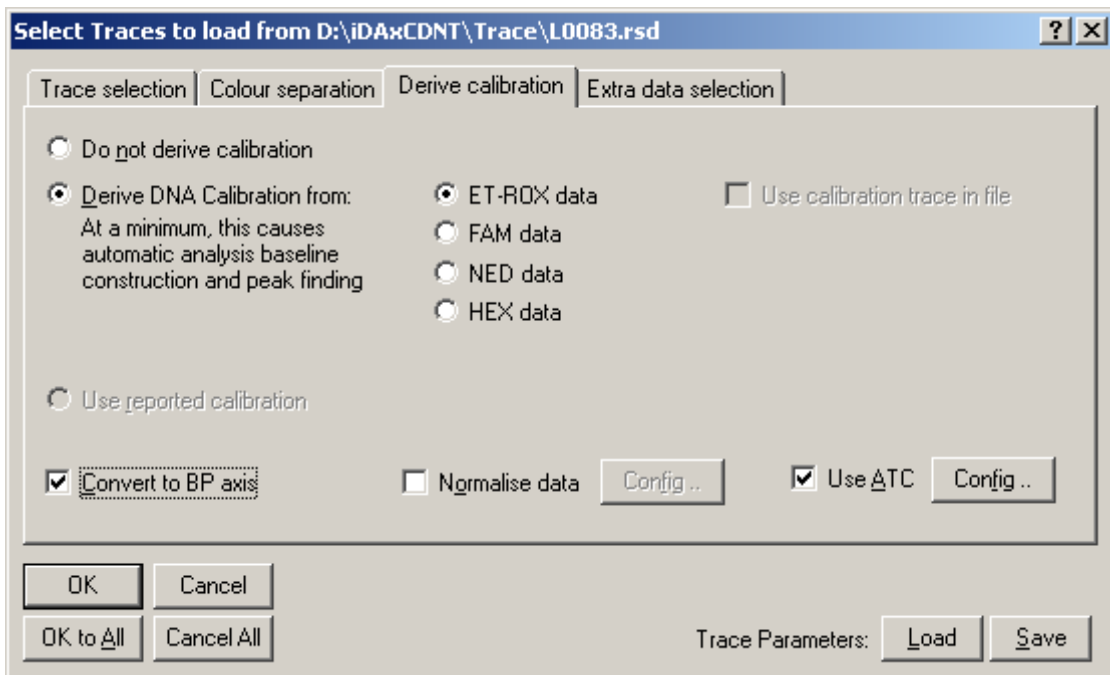 Select Traces to load from D:\iDAxCDNT\Trace\L0083.rsd
Trace selection Colour separation Derive calibration Extra data selection
Do not derive calibration
Derive DNA Calibration from: ET-ROX data Use calibration trace in file
At a minimum, this causes
automatic analysis baseline
construction and peak finding
FAM data
NED data
HEX data
Use reported calibration
Convert to BP axis Normalise data Config .. Use ATC Config ..
OK Cancel
OK to All Cancel All Trace Parameters: Load Save